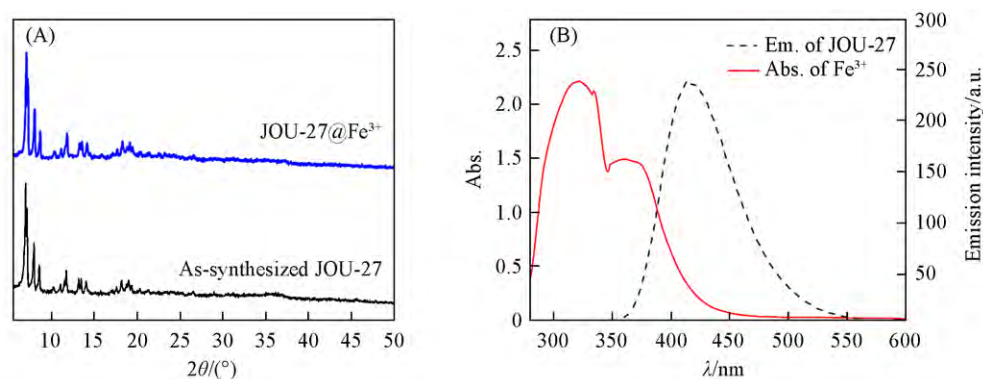 (A)
JOU-27@Fe³⁺
As-synthesized JOU-27
10 15 20 25 30 35 40 45 50
2θ/(°)
(B)
Em. of JOU-27
Abs. of Fe³⁺
2.5
2.0
1.5
1.0
0.5
0
Abs.
300 350 400 450 500 550 600
λ/nm
300
250
200
150
100
50
Emission intensity/a.u.